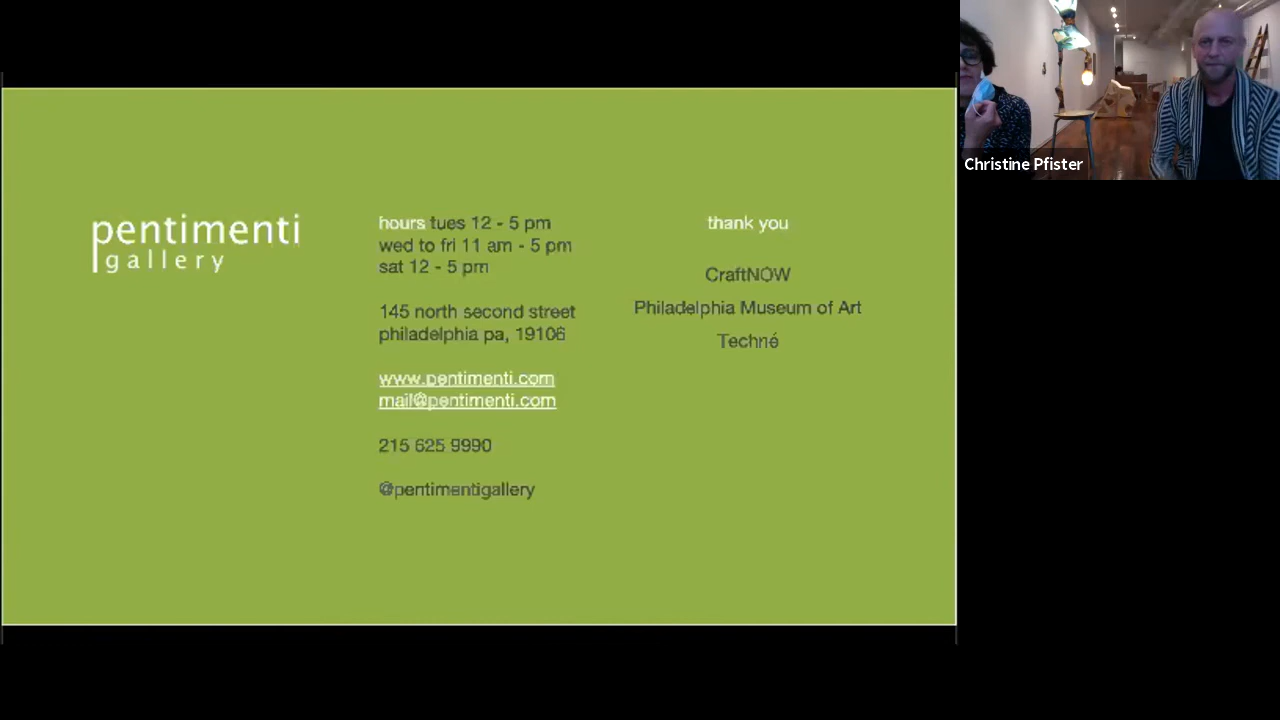 pentimenti
gallery
hours tues 12 - 5 pm
wed to fri 11 am - 5 pm
sat 12 - 5 pm
145 north second street
philadelphia pa, 19106
www.pentimenti.com
mail@pentimenti.com
215 625 9990
@pentimentigallery
thank you
CraftNOW
Philadelphia Museum of Art
Techné
Christine Pfister